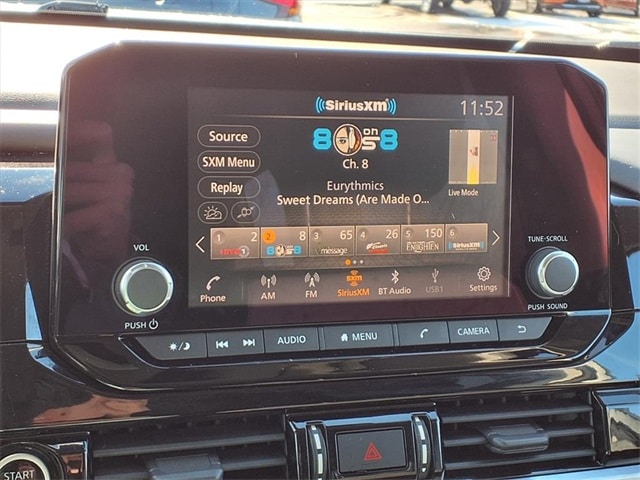 SiriusXM
11:52
Source
SXM Menu
Replay
8 on 8
Ch. 8
Eurythmics
Sweet Dreams (Are Made O...
Live Mode
1 2
2 8
3 65
4 26
5 150
6
message
ENLIGHTEN
SiriusXM
Phone
AM
FM
SiriusXM
BT Audio
USB1
Settings
VOL
PUSH
TUNE·SCROLL
PUSH SOUND
AUDIO
MENU
CAMERA
START